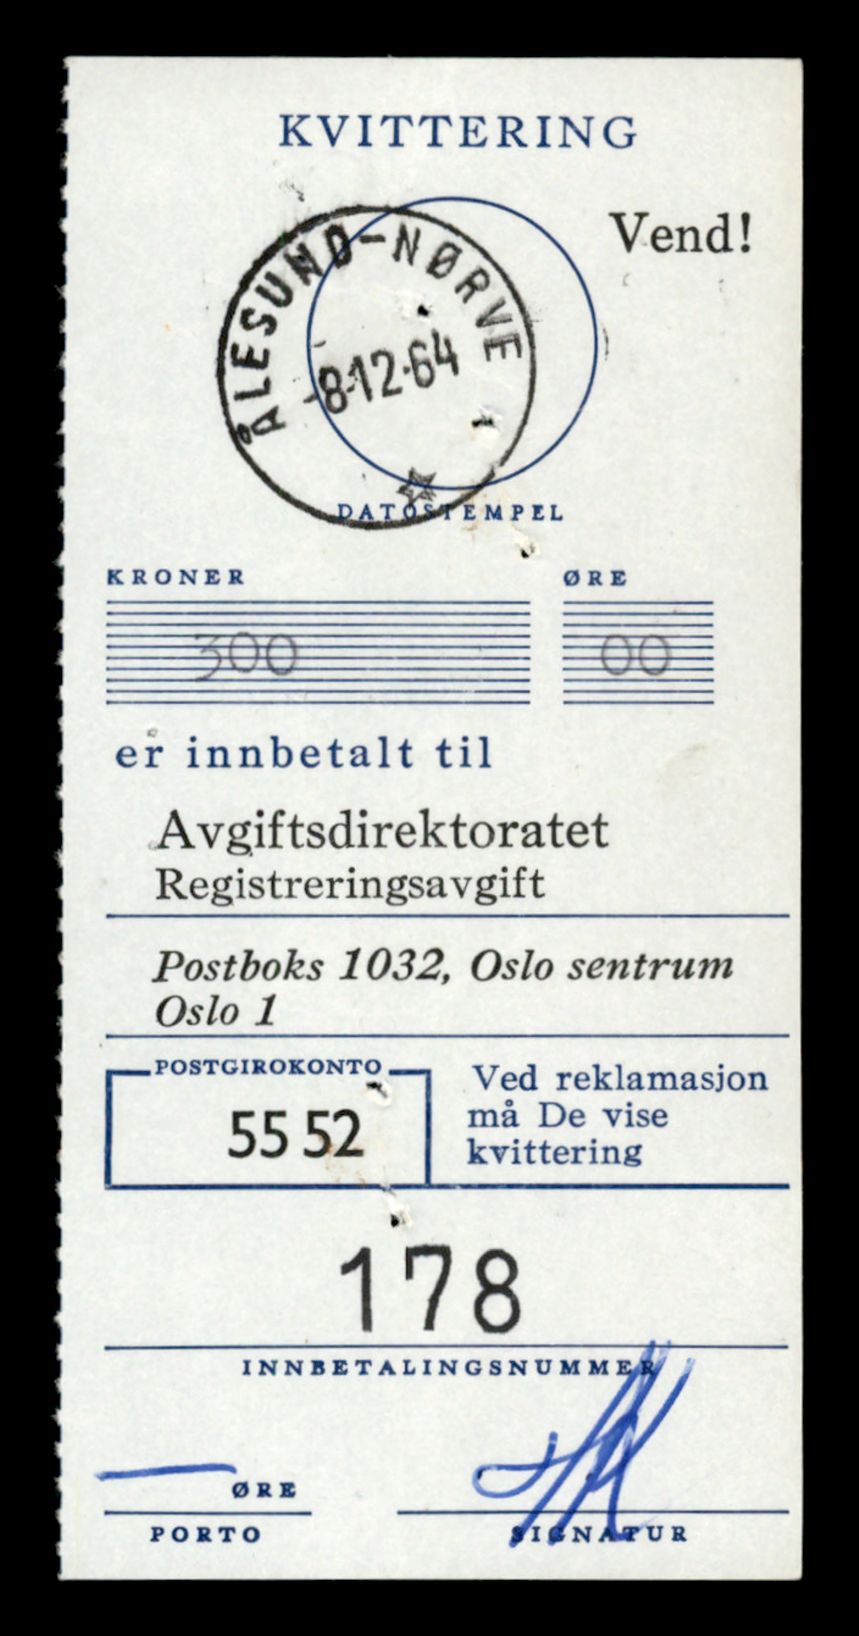 KVITTERING
Vend!
ÅLESUND-NØRVE
-8·12·64
DATOSTEMPEL
KRONER ØRE
300 00
er innbetalt til
Avgiftsdirektoratet
Registreringsavgift
Postboks 1032, Oslo sentrum
Oslo 1
POSTGIROKONTO
55 52
Ved reklamasjon
må De vise
kvittering
178
INNBETALINGSNUMMER
ØRE
PORTO
SIGNATUR